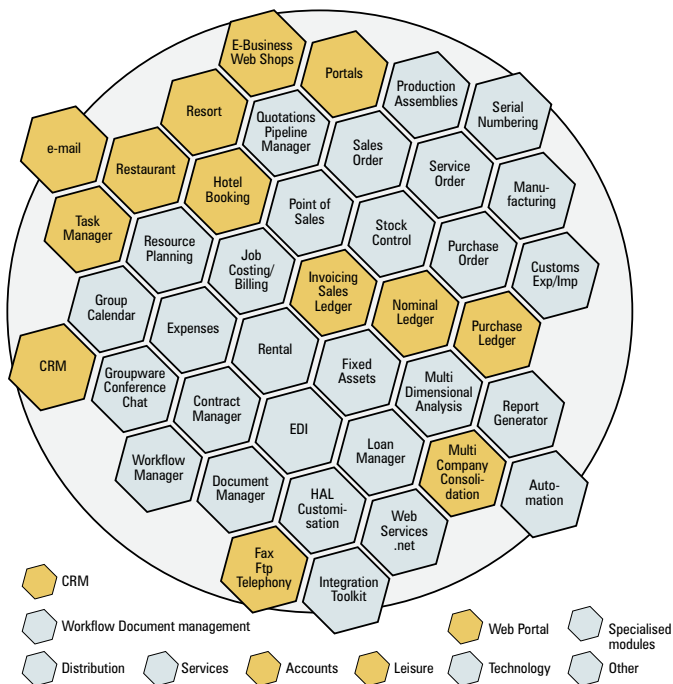 E-Business
Web Shops
Portals
Production
Assemblies
Serial
Numbering
Resort
Quotations
Pipeline
Manager
Sales
Order
Service
Order
Manu-
facturing
e-mail
Restaurant
Hotel
Booking
Point of
Sales
Stock
Control
Purchase
Order
Customs
Exp/Imp
Task
Manager
Resource
Planning
Job
Costing/
Billing
Invoicing
Sales
Ledger
Nominal
Ledger
Purchase
Ledger
Group
Calendar
Expenses
Rental
Fixed
Assets
Multi
Dimensional
Analysis
Report
Generator
CRM
Groupware
Conference
Chat
Contract
Manager
EDI
Loan
Manager
Multi
Company
Consoli-
dation
Auto-
mation
Workflow
Manager
Document
Manager
HAL
Customi-
sation
Web
Services
.net
Fax
Ftp
Telephony
Integration
Toolkit
CRM
Workflow Document management
Web Portal
Specialised
modules
Distribution
Services
Accounts
Leisure
Technology
Other